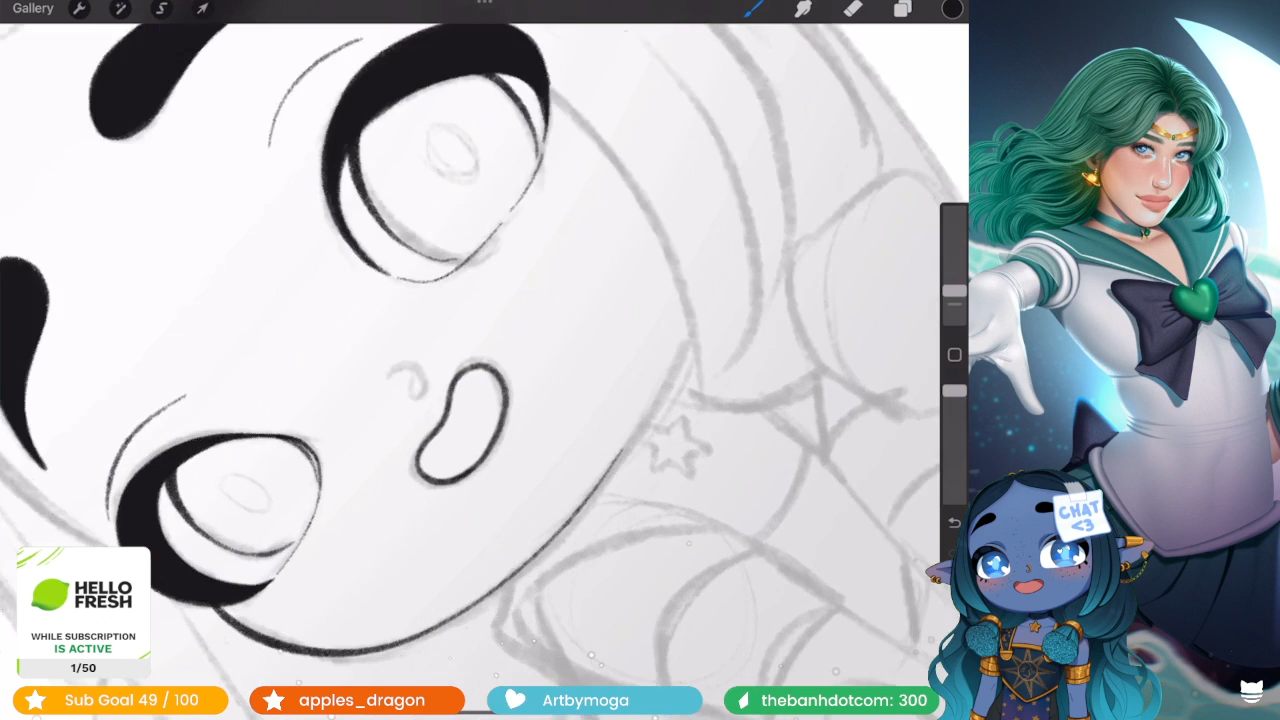 Gallery
CHAT
<3
HELLO
FRESH
WHILE SUBSCRIPTION
IS ACTIVE
1/50
Sub Goal 49 / 100
apples_dragon
Artbymoga
thebanhdotcom: 300